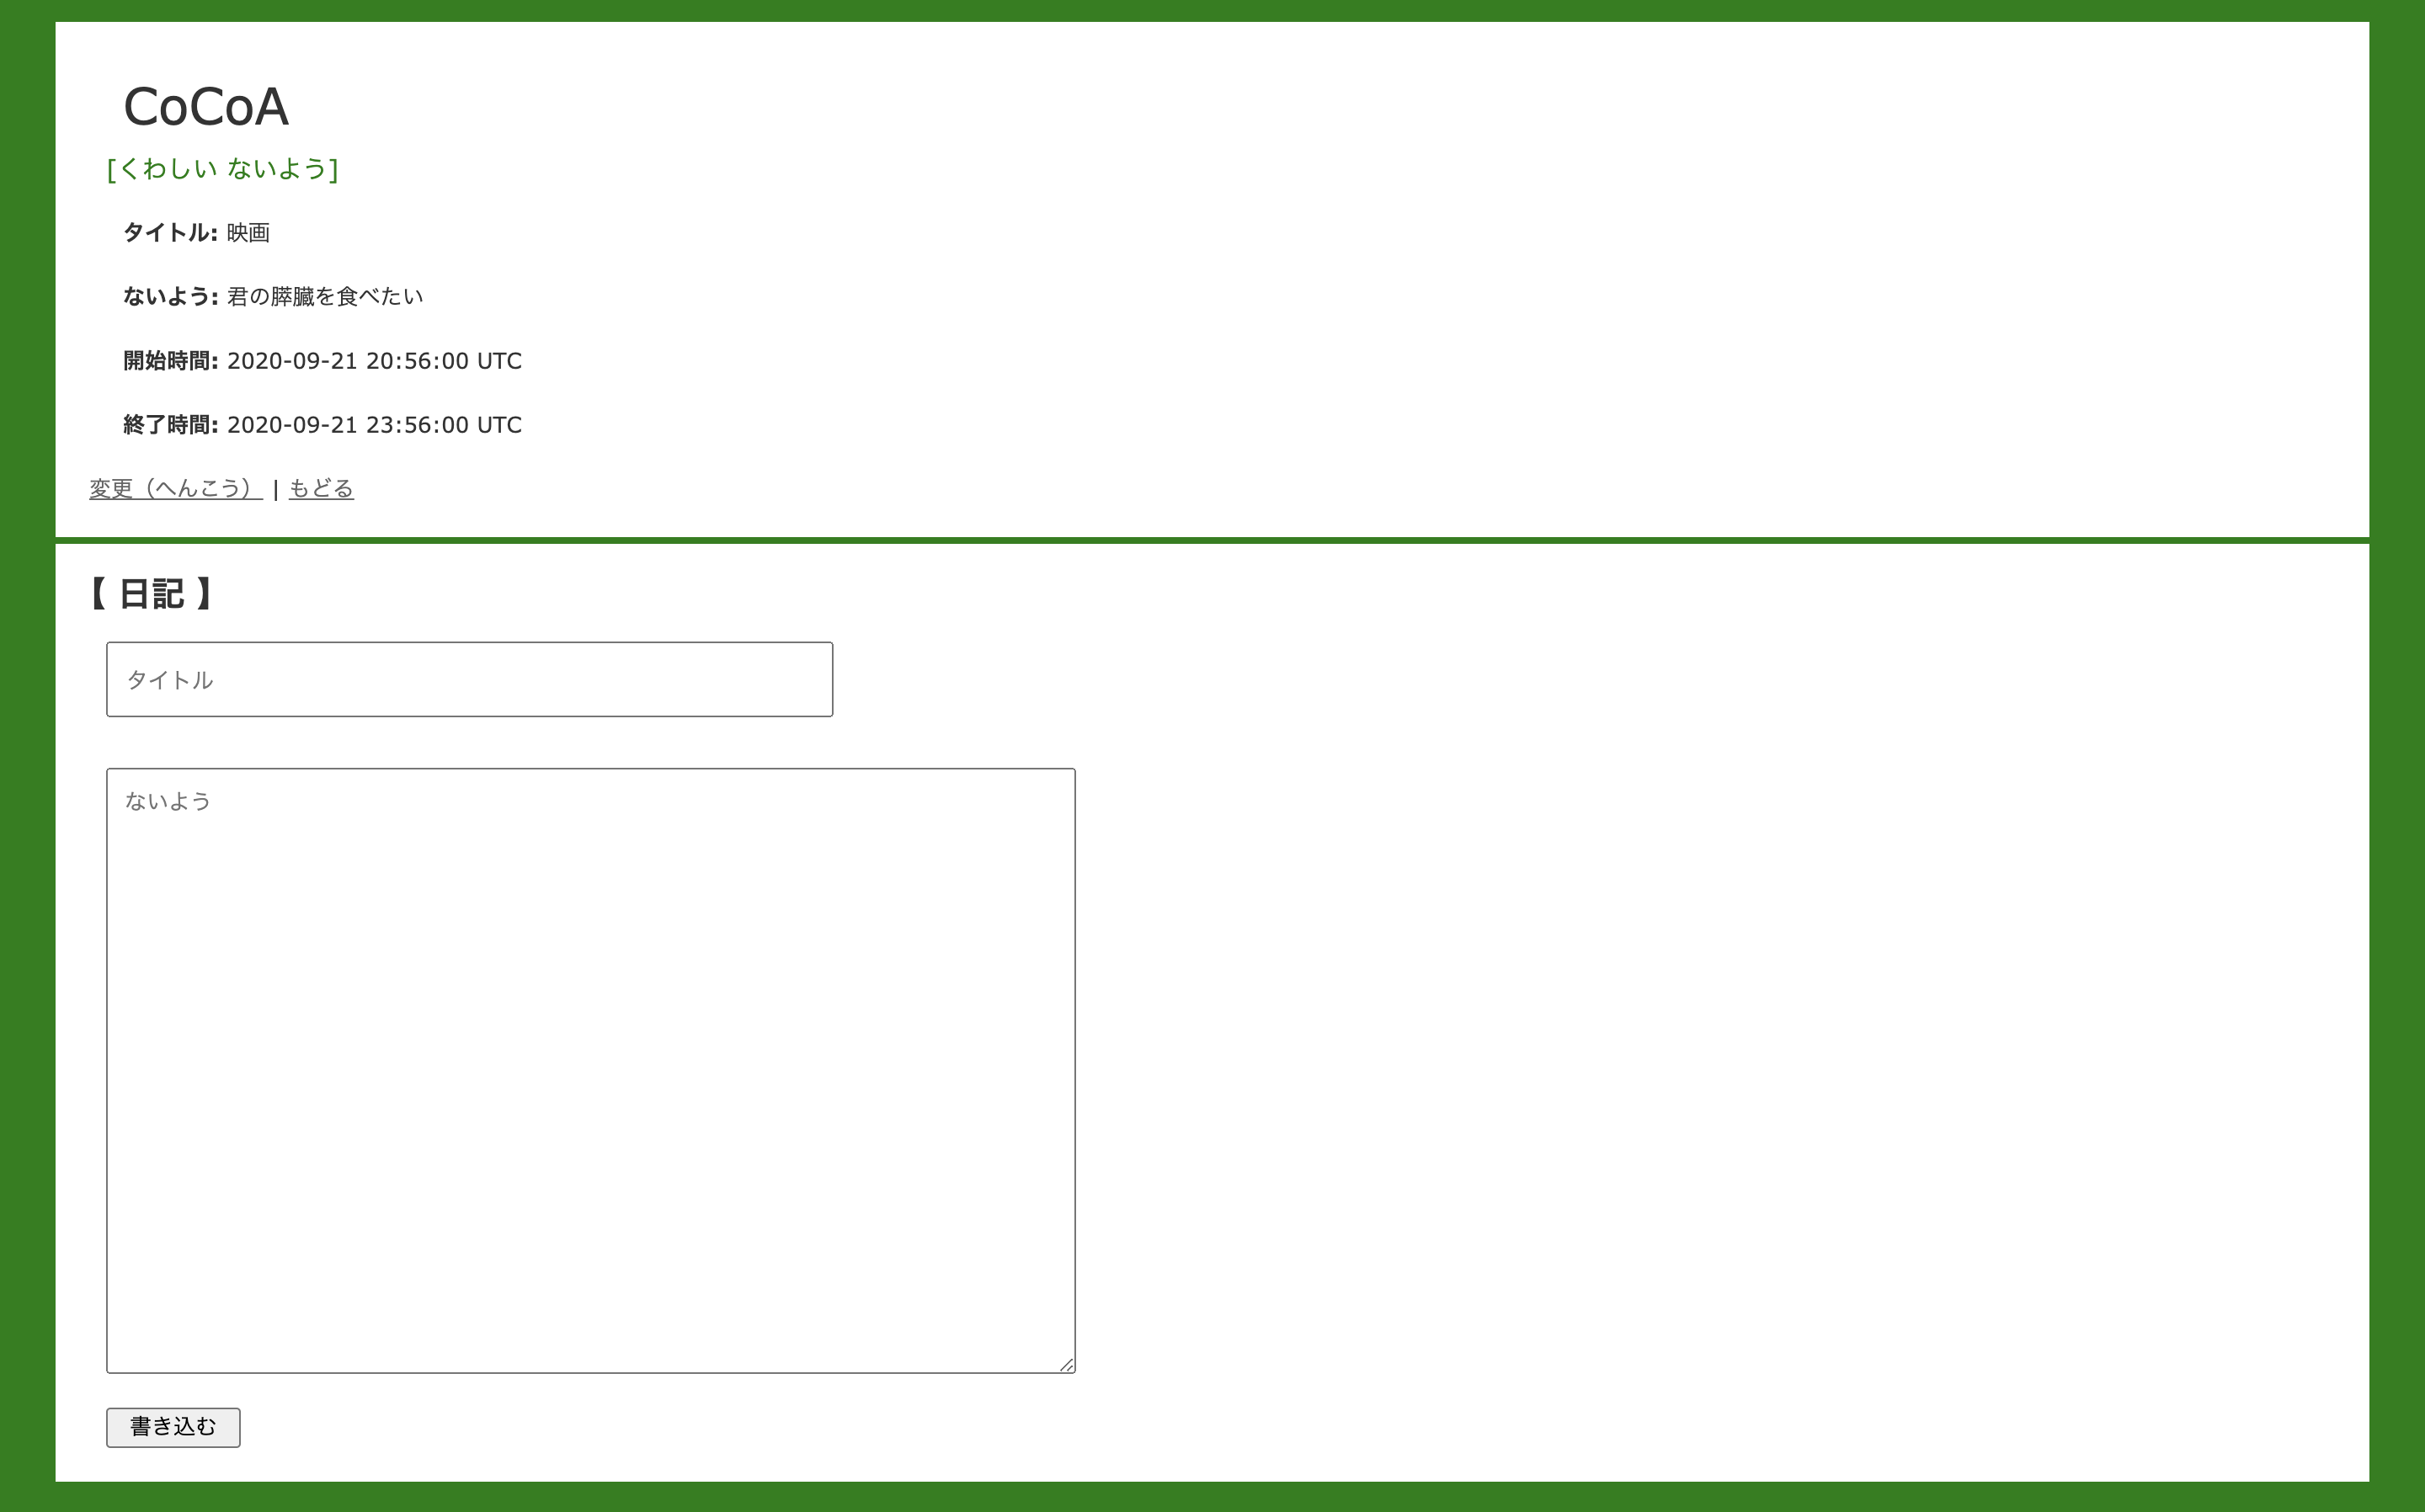 CoCoA
[くわしい ないよう]
タイトル: 映画
ないよう: 君の膵臓を食べたい
開始時間: 2020-09-21 20:56:00 UTC
終了時間: 2020-09-21 23:56:00 UTC
変更（へんこう） | もどる
【 日記 】
タイトル
ないよう
書き込む